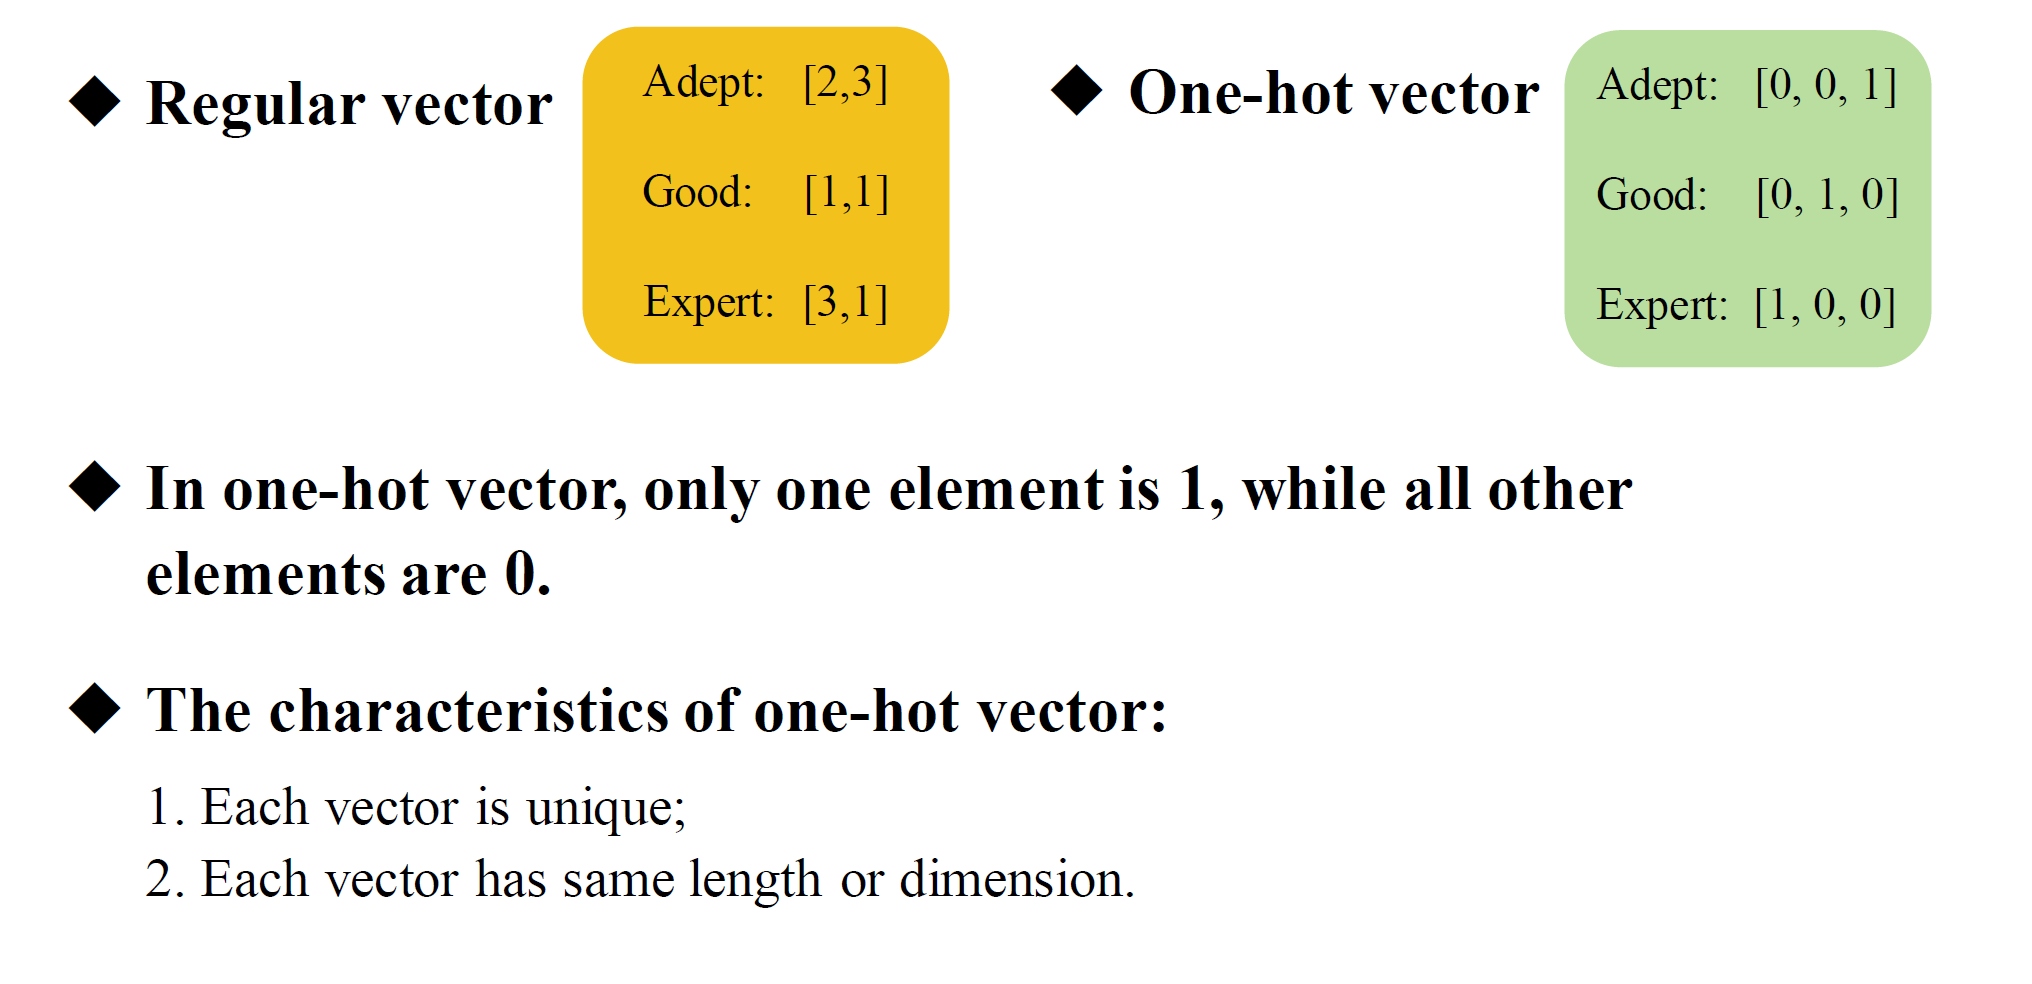 ◆ Regular vector
Adept: [2,3]
Good: [1,1]
Expert: [3,1]
◆ One-hot vector
Adept: [0, 0, 1]
Good: [0, 1, 0]
Expert: [1, 0, 0]
◆ In one-hot vector, only one element is 1, while all other
elements are 0.
◆ The characteristics of one-hot vector:
1. Each vector is unique;
2. Each vector has same length or dimension.